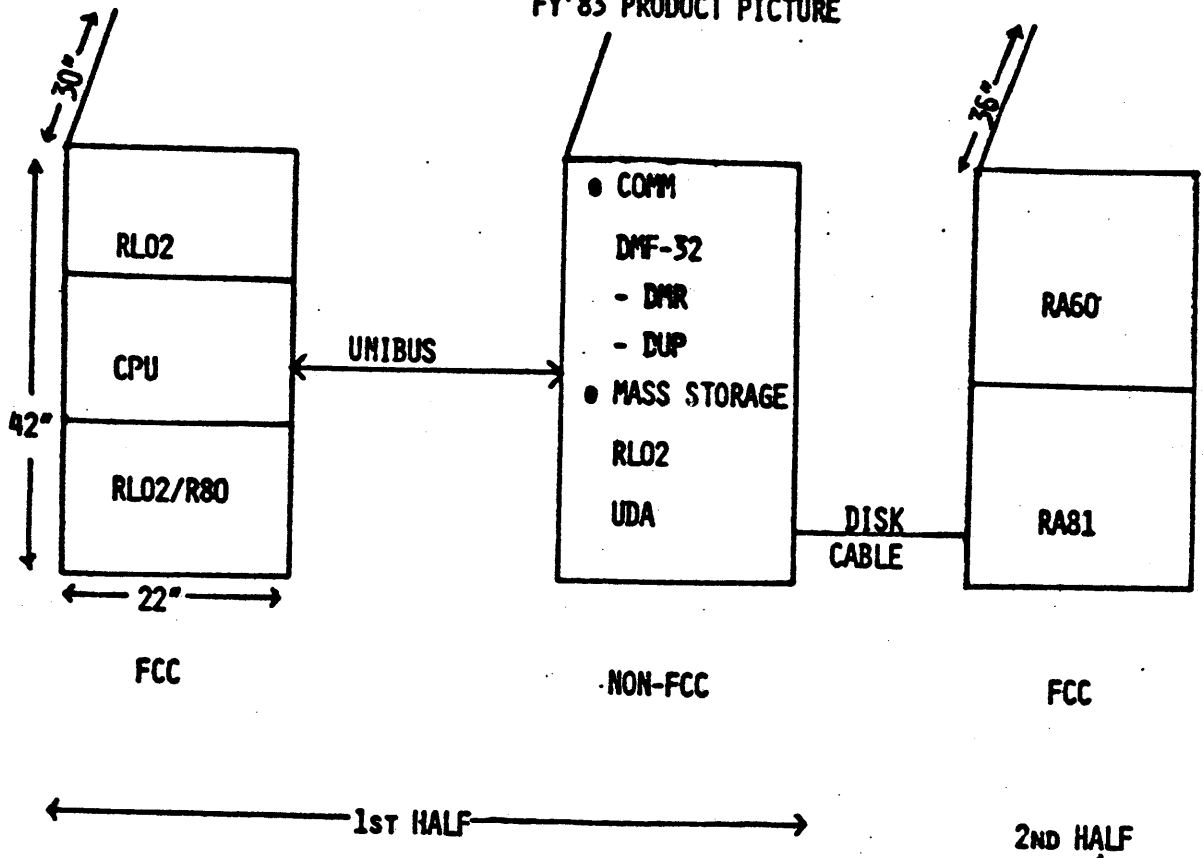 FY'83 PRODUCT PICTURE
30"
36"
RL02
CPU
RL02/R80
42"
22"
UNIBUS
● COMM
DMF-32
- DMR
- DUP
● MASS STORAGE
RL02
UDA
DISK
CABLE
RA60
RA81
FCC
NON-FCC
FCC
1ST HALF
2ND HALF